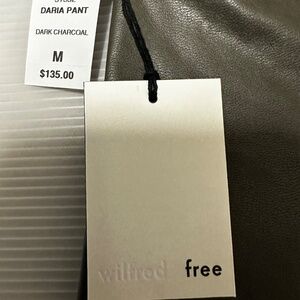 DARIA PANT
DARK CHARCOAL
M
$135.00
wilfred free